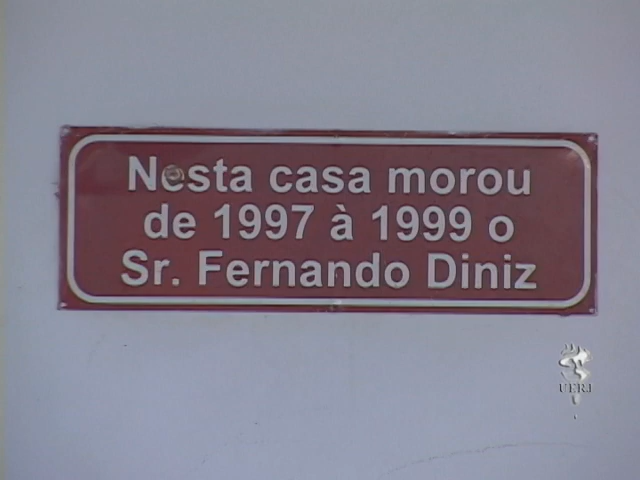 Nesta casa morou
de 1997 à 1999 o
Sr. Fernando Diniz
UERJ